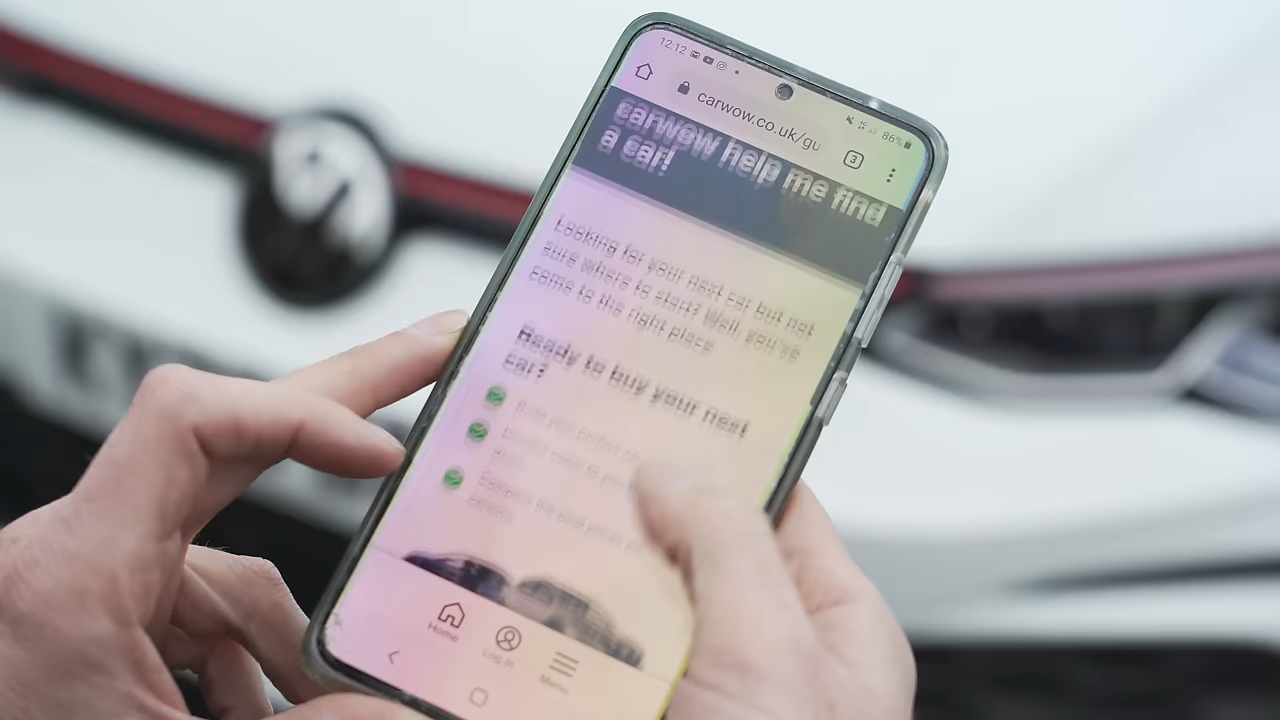 12:12
86%
carwow.co.uk/gu
3
carwow help me find
a car!
Looking for your next car but not
sure where to start? Well, you've
come to the right place
Ready to buy your next
car?
Home
Log in
Menu